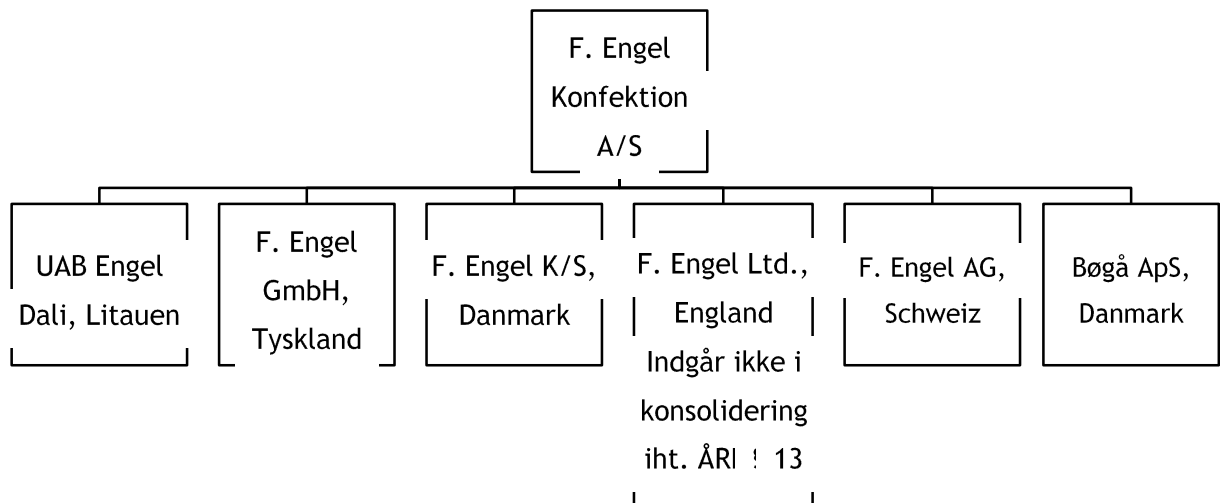 F. Engel
Konfektion
A/S
UAB Engel
Dali, Litauen
F. Engel
GmbH,
Tyskland
F. Engel K/S,
Danmark
F. Engel Ltd.,
England
Indgår ikke i
konsolidering
iht. 13
F. Engel AG,
Schweiz
Bøgå ApS,
Danmark